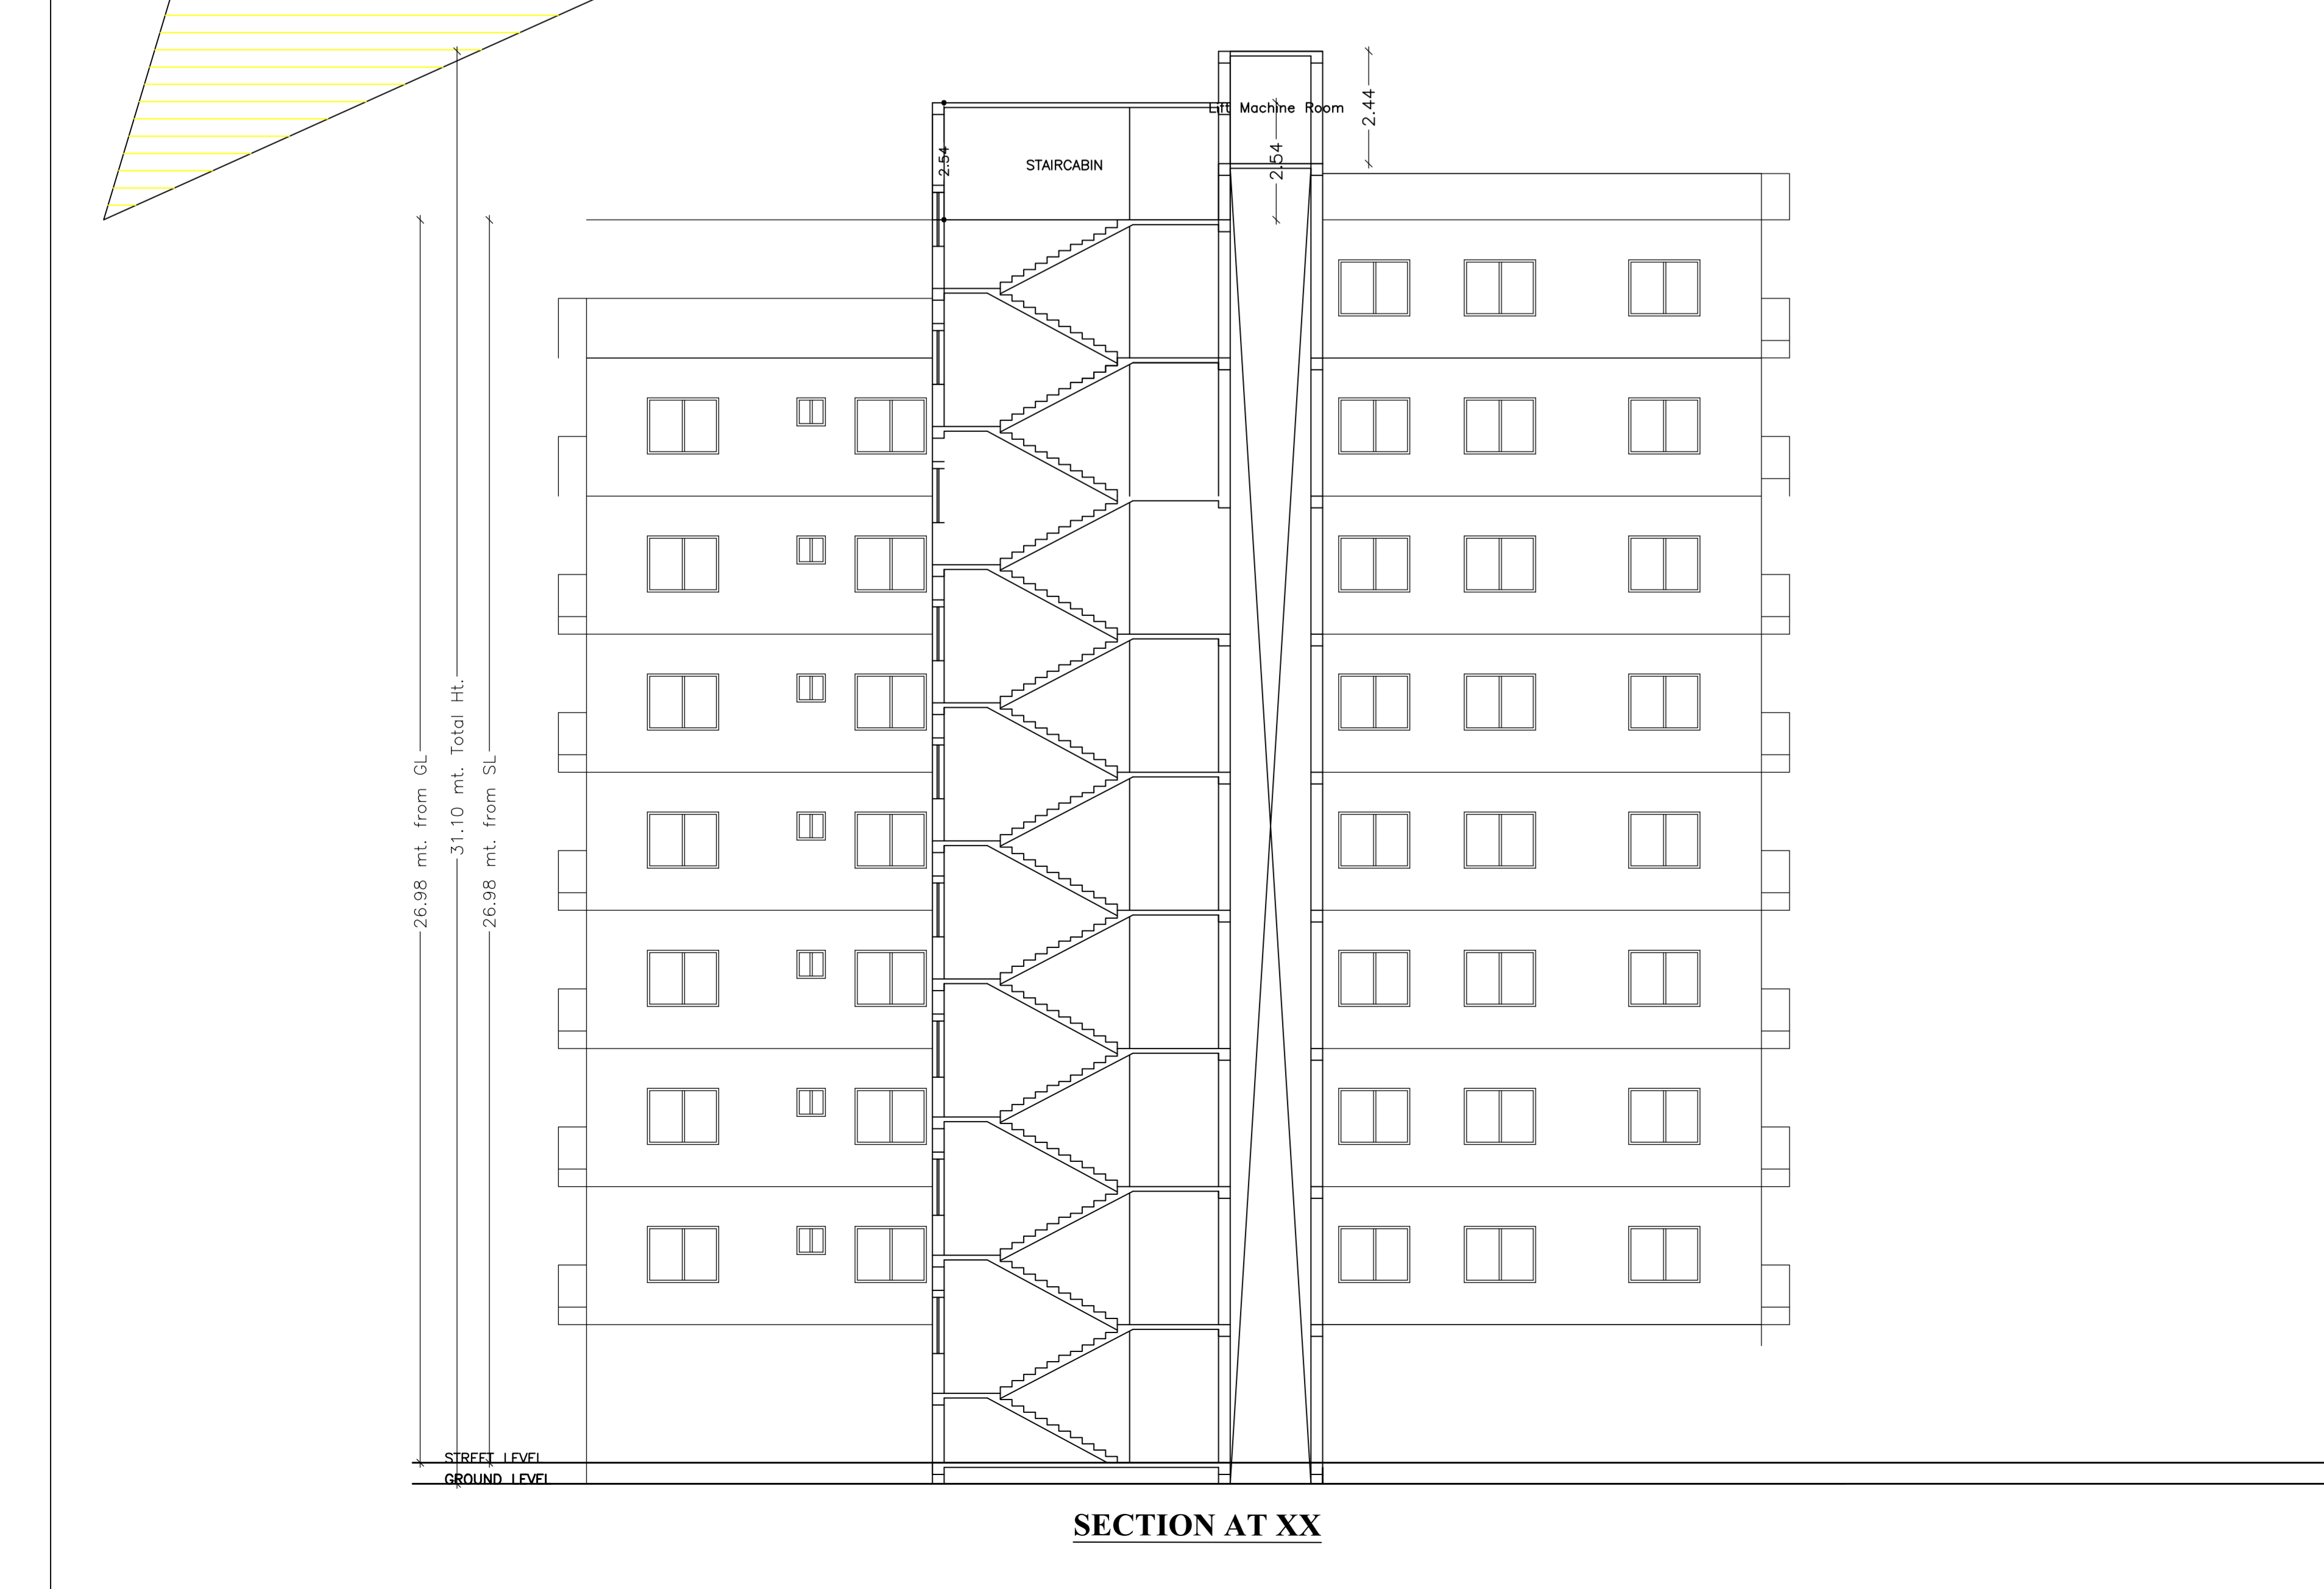 2.44
Lift Machine Room
2.54
2.54
STAIRCABIN
26.98 mt. from GL
31.10 mt. Total Ht.
26.98 mt. from SL
STREET LEVEL
GROUND LEVEL
SECTION AT XX